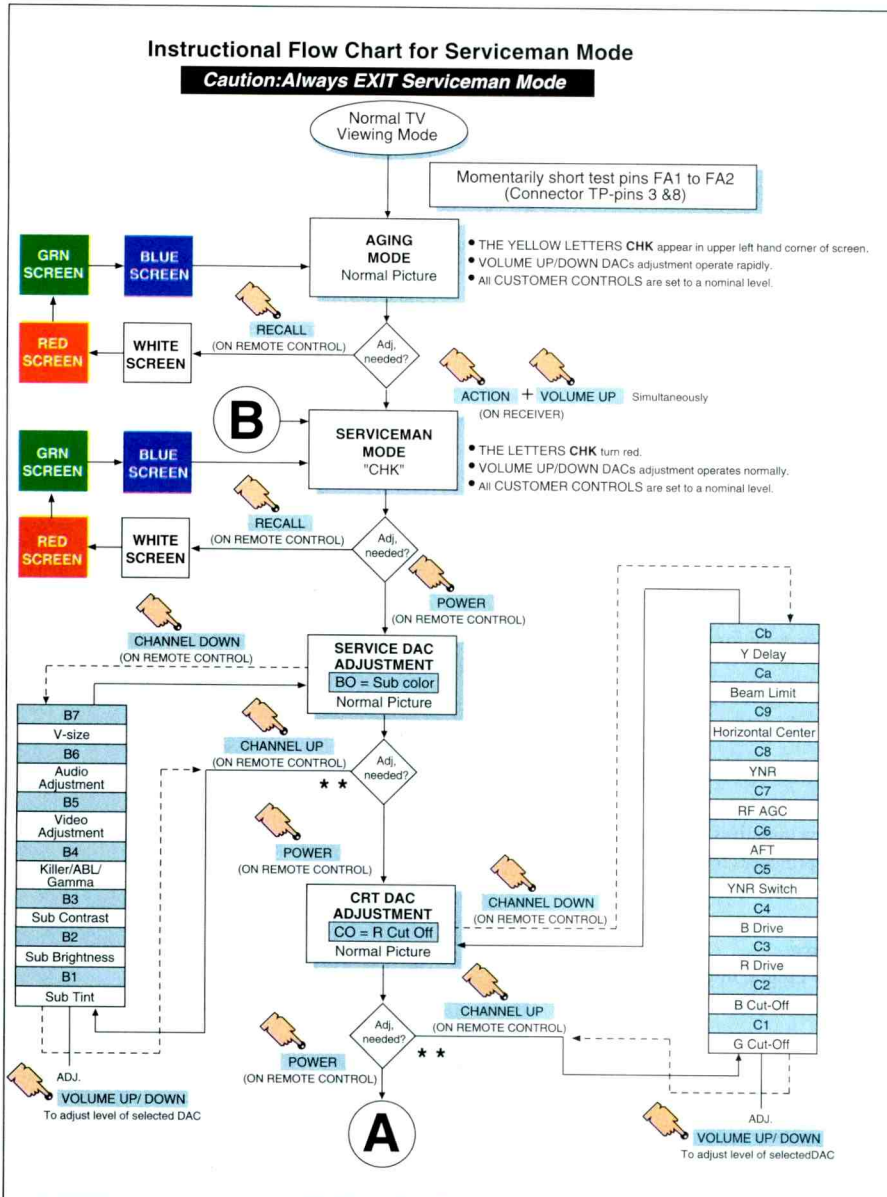 Instructional Flow Chart for Serviceman Mode
Caution:Always EXIT Serviceman Mode
Normal TV
Viewing Mode
Momentarily short test pins FA1 to FA2
(Connector TP-pins 3 &8)
AGING
MODE
Normal Picture
● THE YELLOW LETTERS CHK appear in upper left hand corner of screen.
● VOLUME UP/DOWN DACs adjustment operate rapidly.
● All CUSTOMER CONTROLS are set to a nominal level.
GRN
SCREEN
BLUE
SCREEN
RED
SCREEN
WHITE
SCREEN
RECALL
(ON REMOTE CONTROL)
Adj,
needed?
ACTION + VOLUME UP Simultaneously
(ON RECEIVER)
B
SERVICEMAN
MODE
"CHK"
● THE LETTERS CHK turn red.
● VOLUME UP/DOWN DACs adjustment operates normally.
● All CUSTOMER CONTROLS are set to a nominal level.
GRN
SCREEN
BLUE
SCREEN
RED
SCREEN
WHITE
SCREEN
RECALL
(ON REMOTE CONTROL)
Adj,
needed?
POWER
(ON REMOTE CONTROL)
CHANNEL DOWN
(ON REMOTE CONTROL)
SERVICE DAC
ADJUSTMENT
BO = Sub color
Normal Picture
B7
V-size
B6
Audio
Adjustment
B5
Video
Adjustment
B4
Killer/ABL/
Gamma
B3
Sub Contrast
B2
Sub Brightness
B1
Sub Tint
CHANNEL UP
(ON REMOTE CONTROL)
Adj,
needed?
* *
POWER
(ON REMOTE CONTROL)
CRT DAC
ADJUSTMENT
CO = R Cut Off
Normal Picture
CHANNEL DOWN
(ON REMOTE CONTROL)
Cb
Y Delay
Ca
Beam Limit
C9
Horizontal Center
C8
YNR
C7
RF AGC
C6
AFT
C5
YNR Switch
C4
B Drive
C3
R Drive
C2
B Cut-Off
C1
G Cut-Off
CHANNEL UP
(ON REMOTE CONTROL)
Adj,
needed?
* *
POWER
(ON REMOTE CONTROL)
ADJ.
VOLUME UP/ DOWN
To adjust level of selected DAC
A
ADJ.
VOLUME UP/ DOWN
To adjust level of selectedDAC